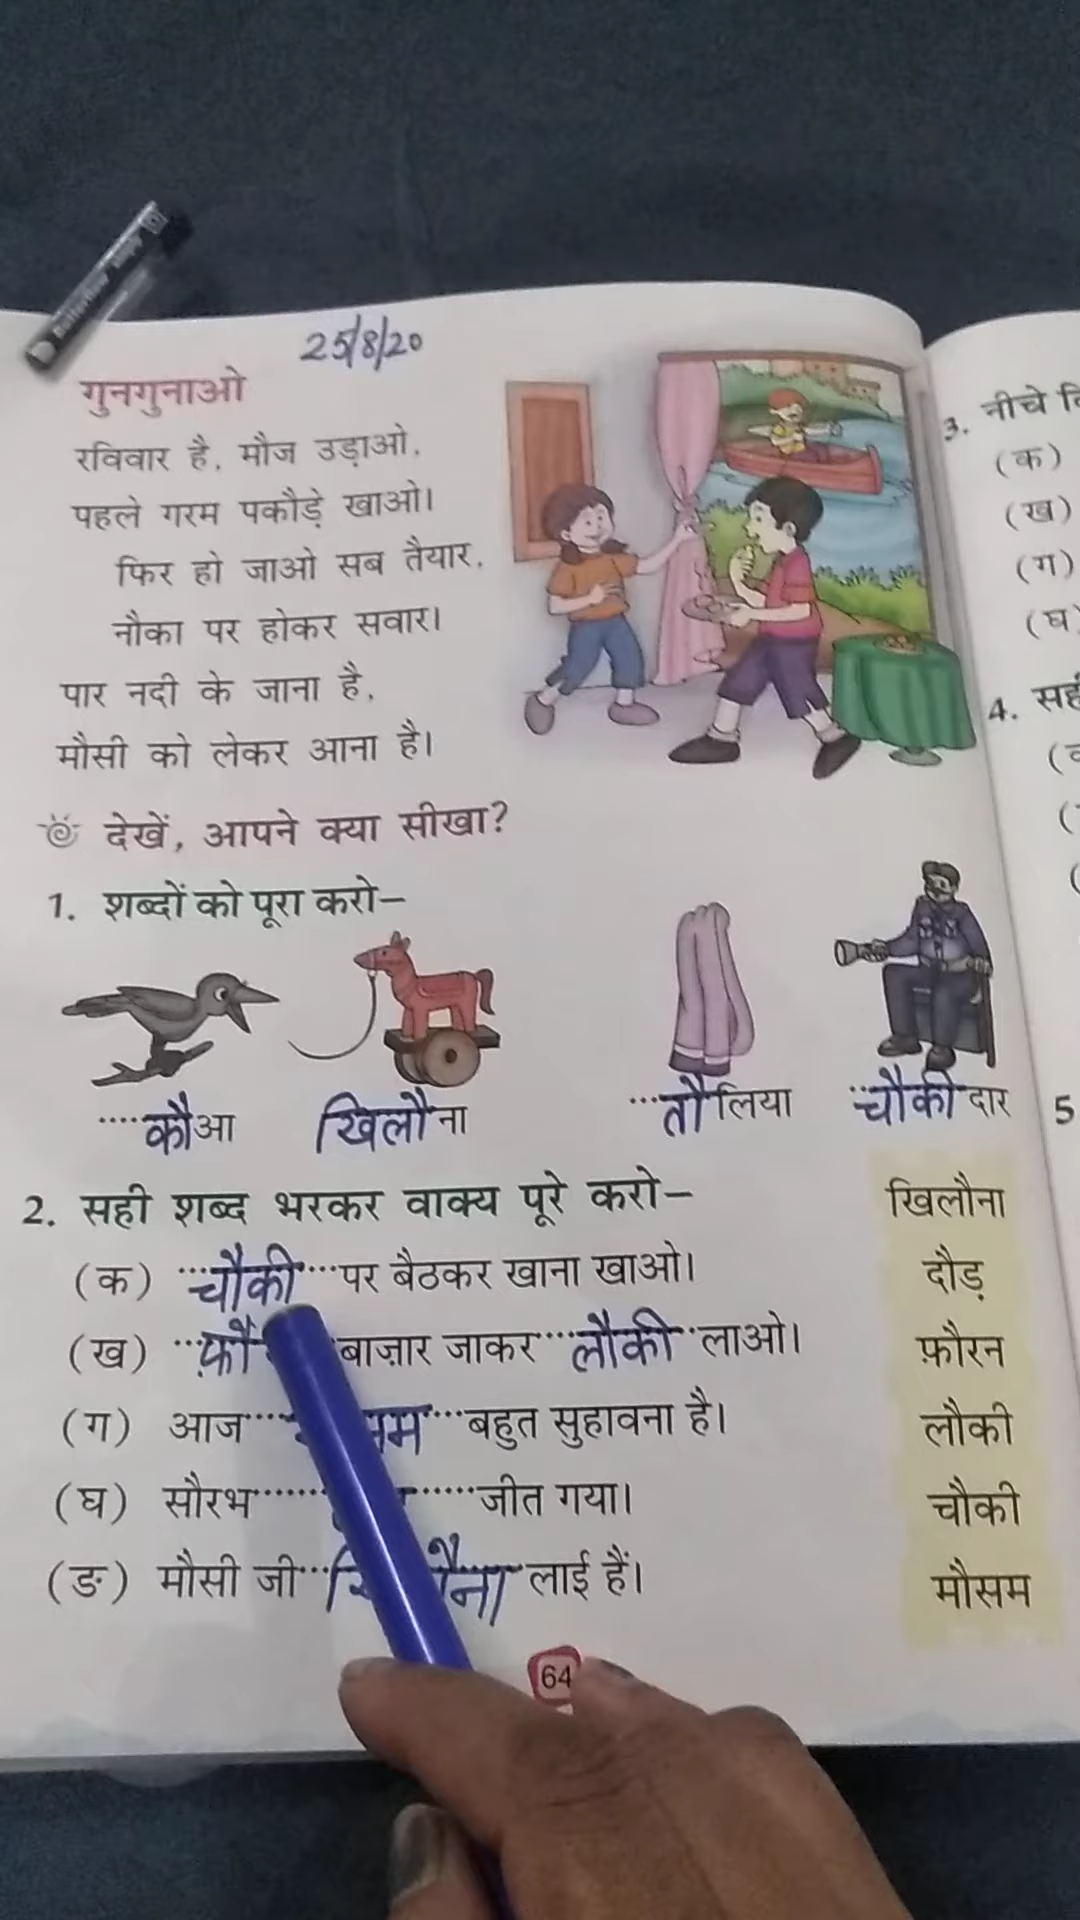 25/8/20
गुनगुनाओ
रविवार है, मौज उड़ाओ,
पहले गरम पकौड़े खाओ।
फिर हो जाओ सब तैयार,
नौका पर होकर सवार।
पार नदी के जाना है,
मौसी को लेकर आना है।
देखें, आपने क्या सीखा?
1. शब्दों को पूरा करो–
....कौआ खिलौना ...तौलिया ..चौकीदार
2. सही शब्द भरकर वाक्य पूरे करो–
(क) ...चौकी... पर बैठकर खाना खाओ।
(ख) ... बाज़ार जाकर ...लौकी.. लाओ।
(ग) आज... ...बहुत सुहावना है।
(घ) सौरभ...... .....जीत गया।
(ङ) मौसी जी... लाई हैं।
खिलौना
दौड़
फ़ौरन
लौकी
चौकी
मौसम
64
3. नीचे
(क)
(ख)
(ग)
(घ)
4.
5